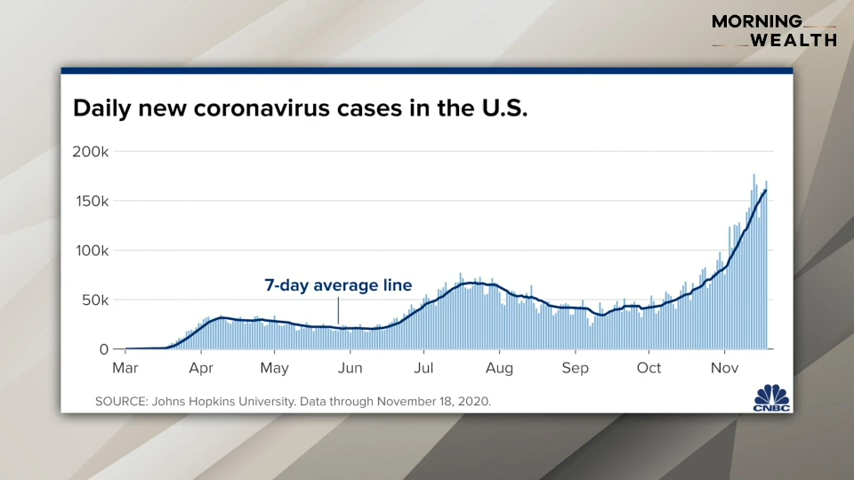 MORNING
WEALTH
Daily new coronavirus cases in the U.S.
200k
150k
100k
7-day average line
50k
0
Mar Apr May Jun Jul Aug Sep Oct Nov
SOURCE: Johns Hopkins University. Data through November 18, 2020.
CNBC